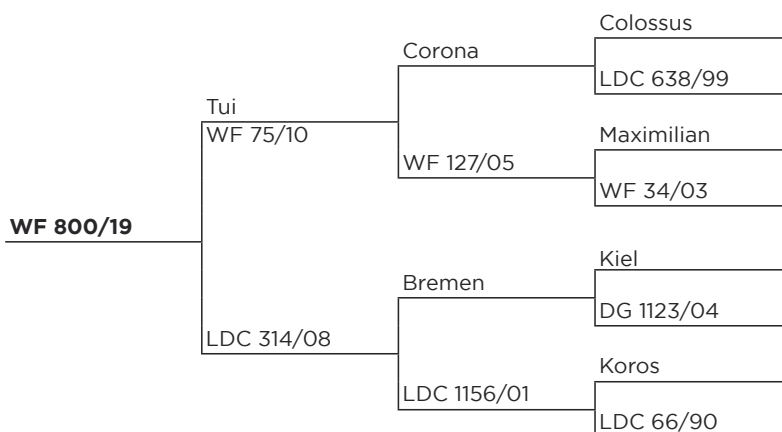 Colossus
Corona
LDC 638/99
Tui
WF 75/10
Maximilian
WF 127/05
WF 34/03
WF 800/19
Kiel
Bremen
DG 1123/04
LDC 314/08
Koros
LDC 1156/01
LDC 66/90